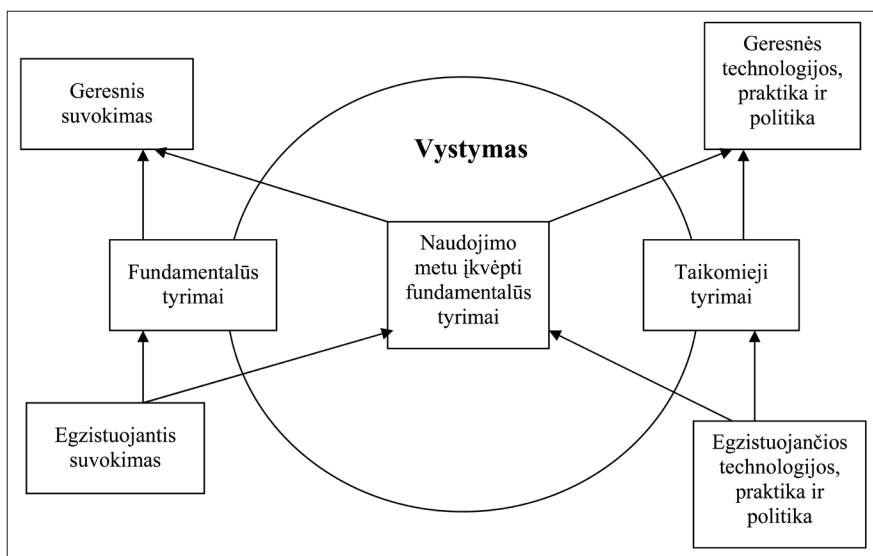 Geresnis
suvokimas
Geresnės
technologijos,
praktika ir
politika
Vystymas
Fundamentalūs
tyrimai
Naudojimo
metu įkvėpti
fundamentalūs
tyrimai
Taikomieji
tyrimai
Egzistuojantis
suvokimas
Egzistuojančios
technologijos,
praktika ir
politika